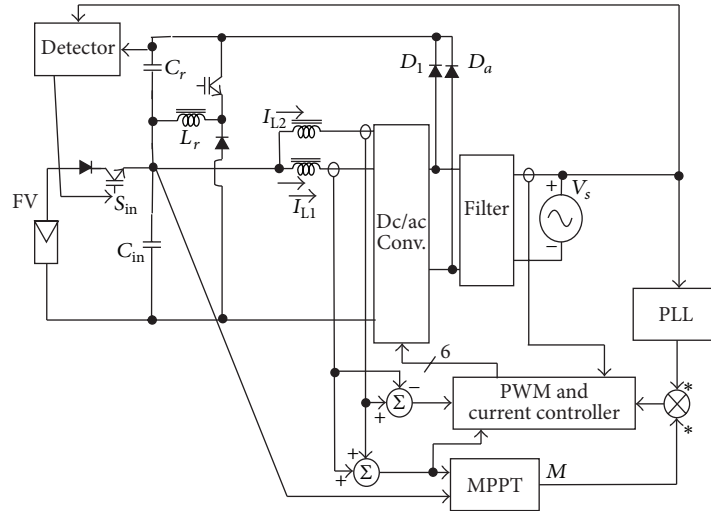 Detector
C_r
D_1
D_a
I_L2
L_r
I_L1
FV
S_in
C_in
Dc/ac
Conv.
Filter
+
V_s
−
PLL
6
−
+
Σ
PWM and
current controller
*
*
+
+
Σ
MPPT
M